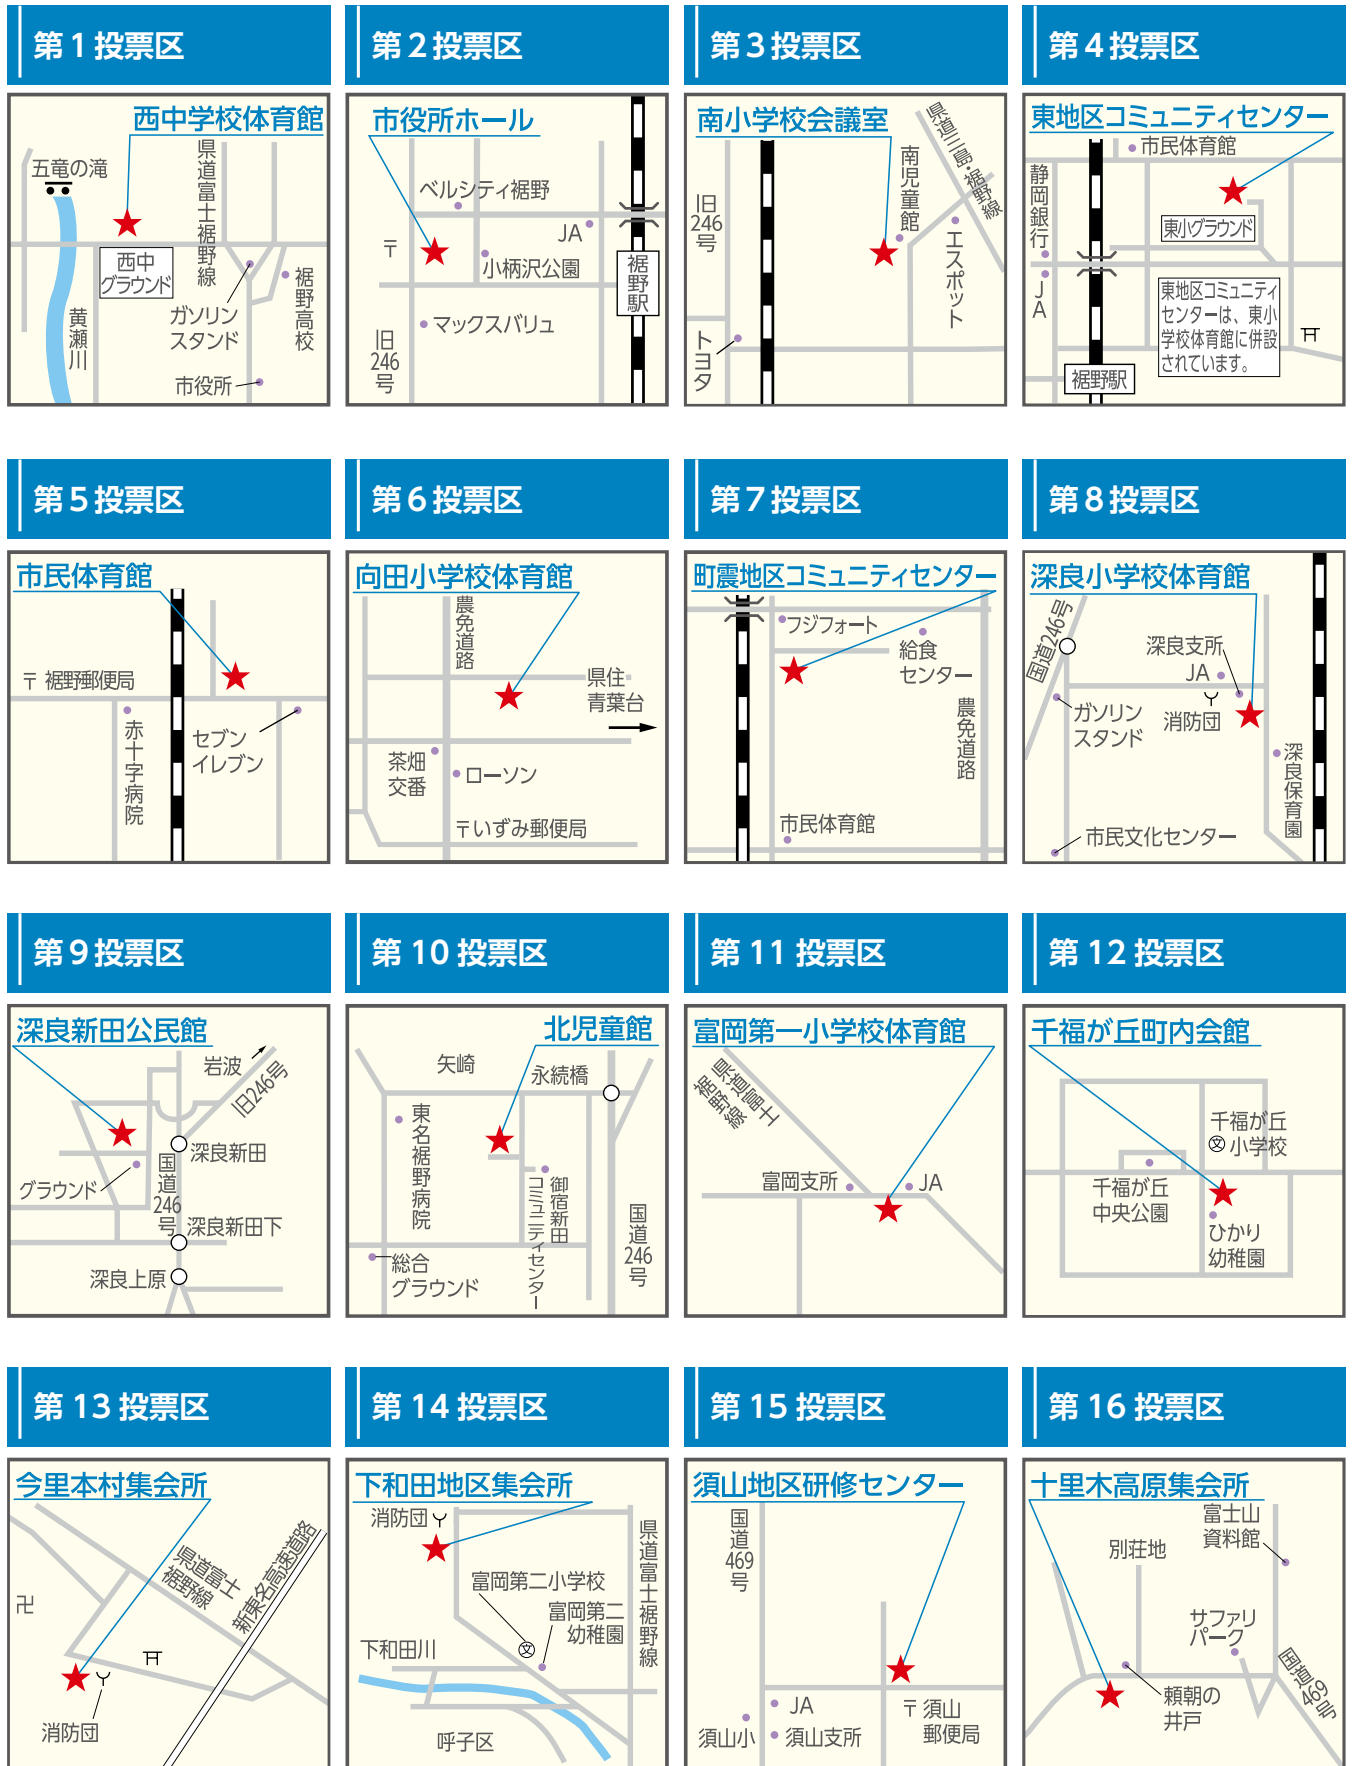 第1投票区
西中学校体育館
五竜の滝
県道富士裾野線
西中
グラウンド
黄瀬川
ガソリン
スタンド
裾野高校
市役所
第2投票区
市役所ホール
ベルシティ裾野
JA
〒
小柄沢公園
裾野駅
マックスバリュ
旧
246
号
第3投票区
南小学校会議室
県道三島・裾野線
南児童館
旧
246
号
エスポット
トヨタ
第4投票区
東地区コミュニティセンター
市民体育館
静岡銀行
東小グラウンド
JA
東地区コミュニティ
センターは、東小
学校体育館に併設
されています。
裾野駅
第5投票区
市民体育館
〒 裾野郵便局
赤十字病院
セブン
イレブン
第6投票区
向田小学校体育館
農免道路
県住
青葉台
茶畑
交番
ローソン
〒いずみ郵便局
第7投票区
町震地区コミュニティセンター
フジフォート
給食
センター
農免道路
市民体育館
第8投票区
深良小学校体育館
国道246号
深良支所
JA
ガソリン
スタンド
消防団
深良保育園
市民文化センター
第9投票区
深良新田公民館
岩波
旧246号
深良新田
グラウンド
国道
246
号
深良新田下
深良上原
第10投票区
北児童館
矢崎
永続橋
東名裾野病院
御宿新田
コミュニティセンター
国道
246
号
総合
グラウンド
第11投票区
富岡第一小学校体育館
県道富士
裾野線
富岡支所
JA
第12投票区
千福が丘町内会館
千福が丘
文
小学校
千福が丘
中央公園
ひかり
幼稚園
第13投票区
今里本村集会所
県道富士
裾野線
新東名高速道路
卍
消防団
第14投票区
下和田地区集会所
消防団
県道富士裾野線
富岡第二小学校
富岡第二
幼稚園
文
下和田川
呼子区
第15投票区
須山地区研修センター
国道
469
号
JA
須山小
須山支所
〒須山
郵便局
第16投票区
十里木高原集会所
富士山
資料館
別荘地
サファリ
パーク
国道469号
頼朝の
井戸